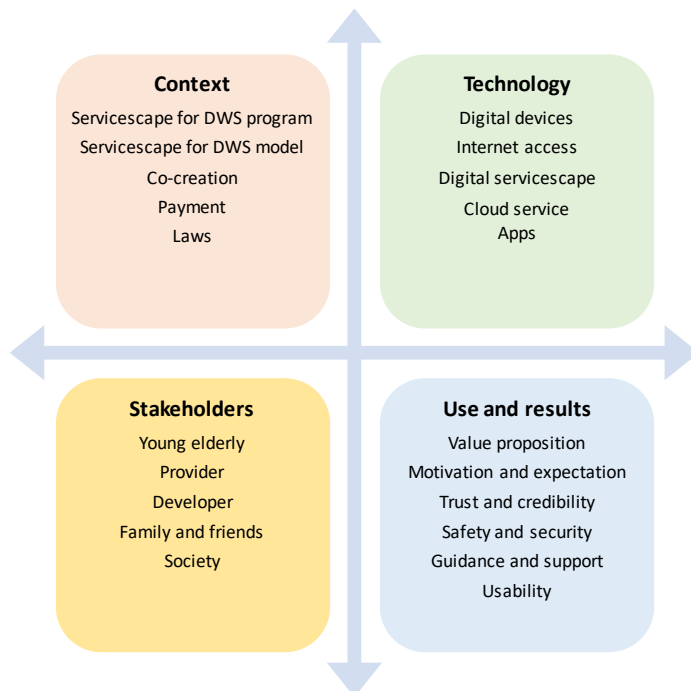 Context
Servicescape for DWS program
Servicescape for DWS model
Co-creation
Payment
Laws
Technology
Digital devices
Internet access
Digital servicescape
Cloud service
Apps
Stakeholders
Young elderly
Provider
Developer
Family and friends
Society
Use and results
Value proposition
Motivation and expectation
Trust and credibility
Safety and security
Guidance and support
Usability